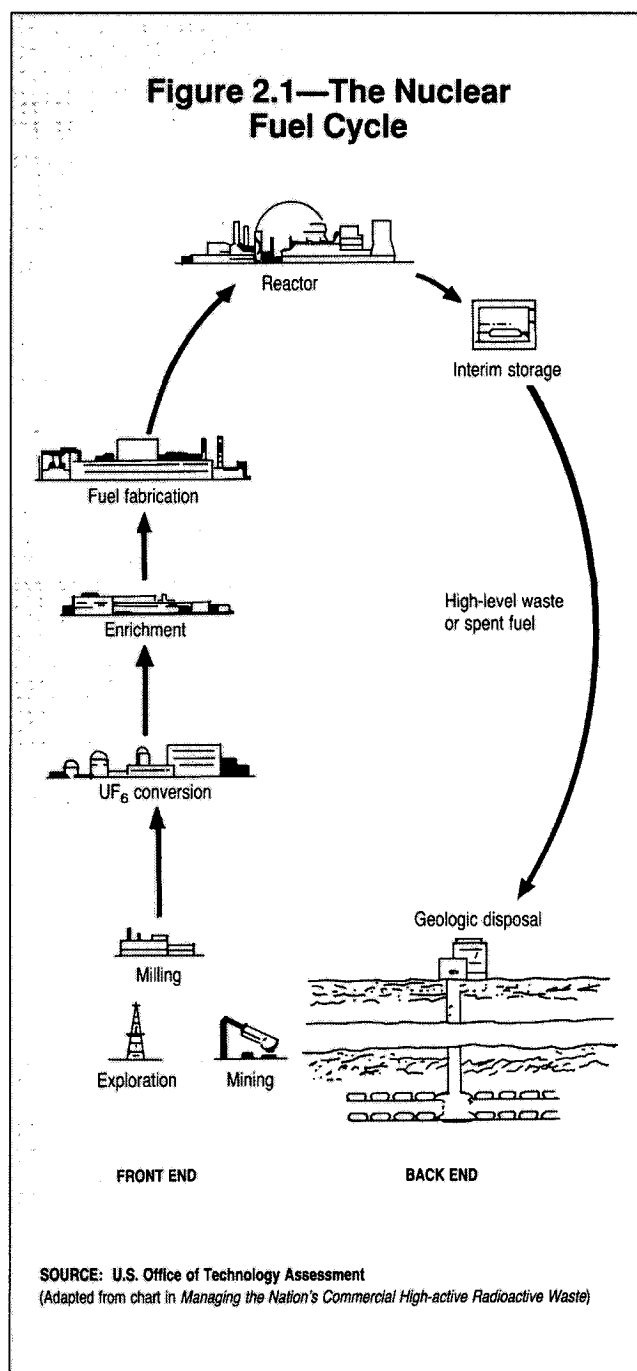 Figure 2.1—The Nuclear
Fuel Cycle
Reactor
Interim storage
Fuel fabrication
Enrichment
High-level waste
or spent fuel
UF₆ conversion
Geologic disposal
Milling
Exploration
Mining
FRONT END
BACK END
SOURCE: U.S. Office of Technology Assessment
(Adapted from chart in Managing the Nation's Commercial High-active Radioactive Waste)